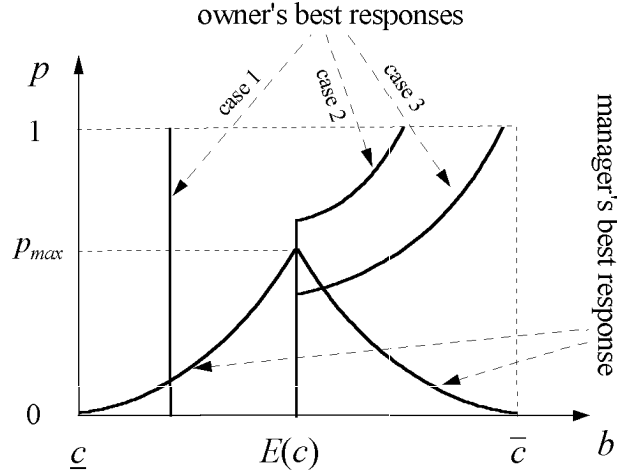 owner's best responses
p
case 1
case 2
case 3
1
manager's best
response
p_max
0
c
E(c)
c̅
b